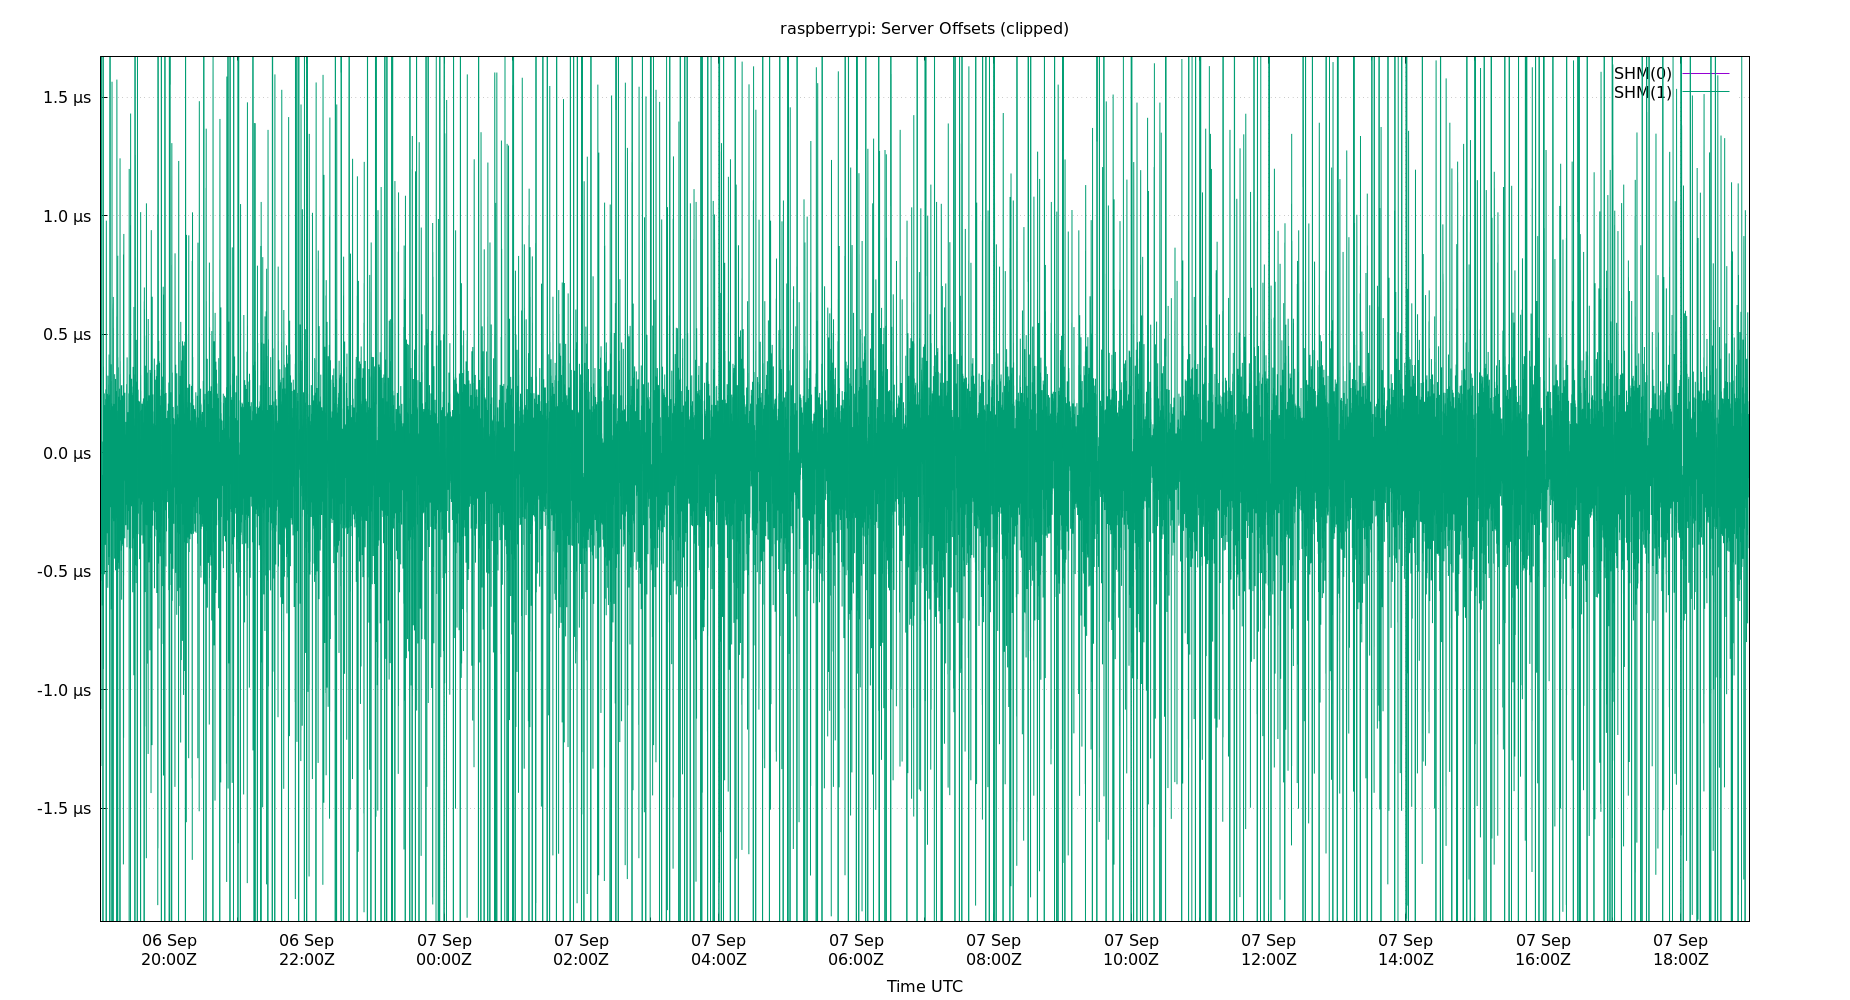 raspberrypi: Server Offsets (clipped)
SHM(0)
SHM(1)
1.5 µs
1.0 µs
0.5 µs
0.0 µs
-0.5 µs
-1.0 µs
-1.5 µs
06 Sep 06 Sep 07 Sep 07 Sep 07 Sep 07 Sep 07 Sep 07 Sep 07 Sep 07 Sep 07 Sep 07 Sep
20:00Z 22:00Z 00:00Z 02:00Z 04:00Z 06:00Z 08:00Z 10:00Z 12:00Z 14:00Z 16:00Z 18:00Z
Time UTC